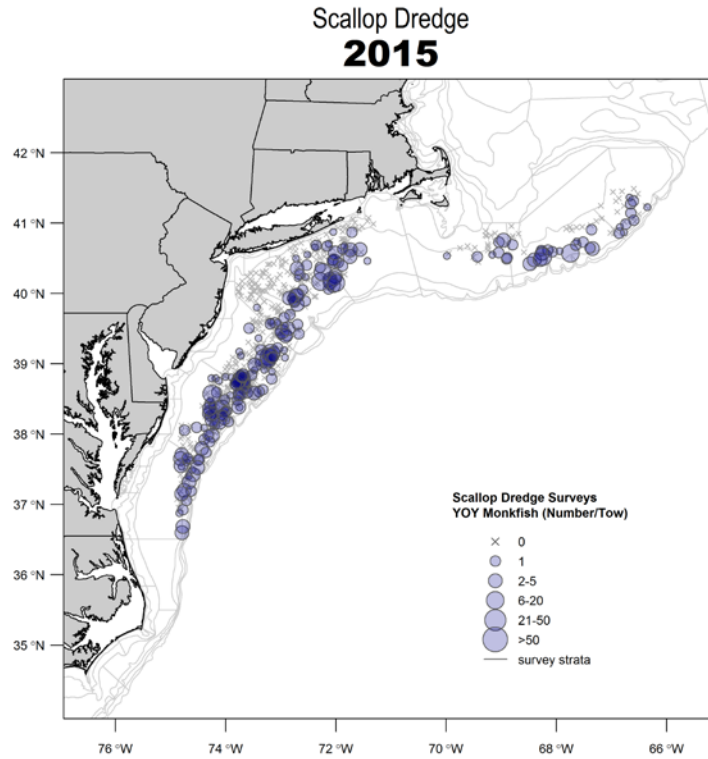 Scallop Dredge
2015
42 °N
41 °N
40 °N
39 °N
38 °N
37 °N
36 °N
35 °N
Scallop Dredge Surveys
YOY Monkfish (Number/Tow)
0
1
2-5
6-20
21-50
>50
survey strata
76 °W
74 °W
72 °W
70 °W
68 °W
66 °W